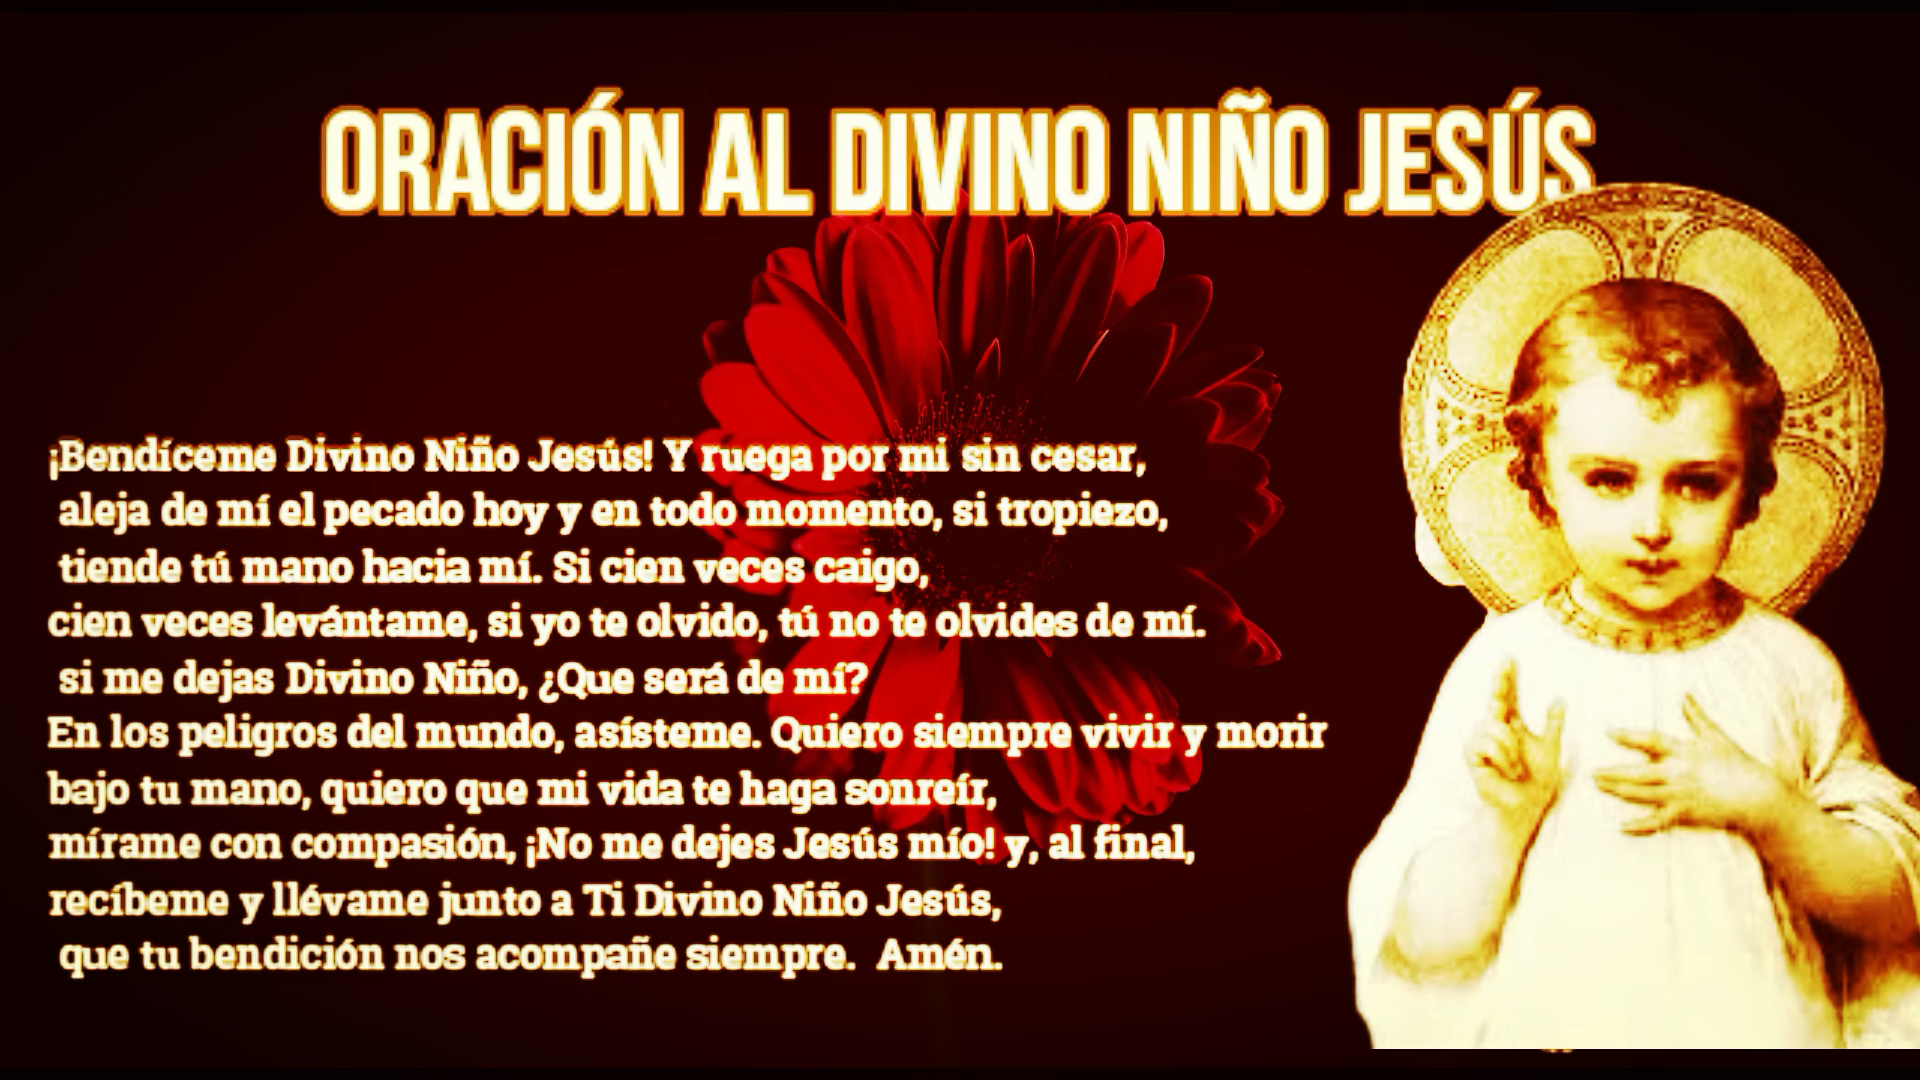 ORACIÓN AL DIVINO NIÑO JESÚS
¡Bendíceme Divino Niño Jesús! Y ruega por mi sin cesar,
aleja de mí el pecado hoy y en todo momento, si tropiezo,
tiende tú mano hacia mí. Si cien veces caigo,
cien veces levántame, si yo te olvido, tú no te olvides de mí.
si me dejas Divino Niño, ¿Que será de mí?
En los peligros del mundo, asísteme. Quiero siempre vivir y morir
bajo tu mano, quiero que mi vida te haga sonreír,
mírame con compasión, ¡No me dejes Jesús mío! y, al final,
recíbeme y llévame junto a Ti Divino Niño Jesús,
que tu bendición nos acompañe siempre.  Amén.